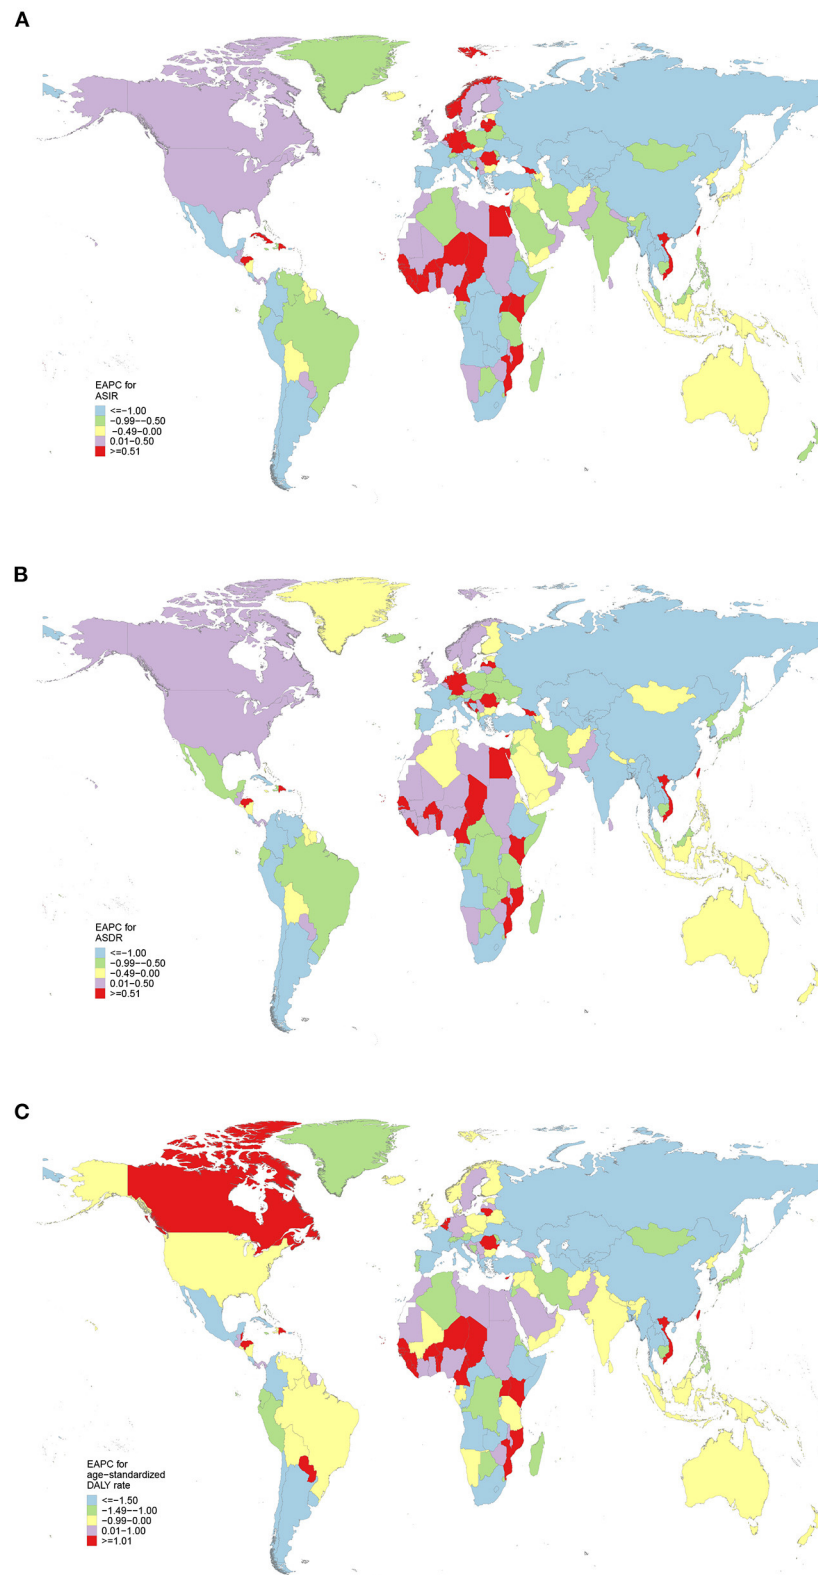 A
EAPC for
ASIR
<=−1.00
−0.99−−0.50
−0.49−0.00
0.01−0.50
>=0.51
B
EAPC for
ASDR
<=−1.00
−0.99−−0.50
−0.49−0.00
0.01−0.50
>=0.51
C
EAPC for
age−standardized
DALY rate
<=−1.50
−1.49−−1.00
−0.99−0.00
0.01−1.00
>=1.01